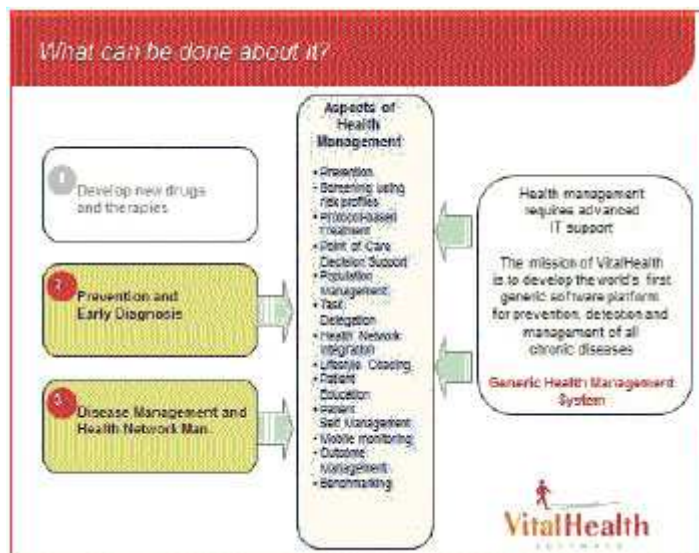 What can be done about it?
1
Develop new drugs
and therapies
2.
Prevention and
Early Diagnosis
3.
Disease Management and
Health Network Man.
Aspects of
Health
Management
• Prevention
• Screening using
risk profiles
• Protocol-based
Treatment
• Point of Care
Decision Support
• Population
Management
• Task
Delegation
• Health Network
Integration
• Lifestyle Coaching
• Patient
Education
• Patient
Self Management
• Mobile monitoring
• Outcome
Management
• Benchmarking
Health management
requires advanced
IT support
The mission of VitalHealth
is to develop the world's first
generic software platform
for prevention, detection and
management of all
chronic diseases
Generic Health Management
System
VitalHealth
SOFTWARE